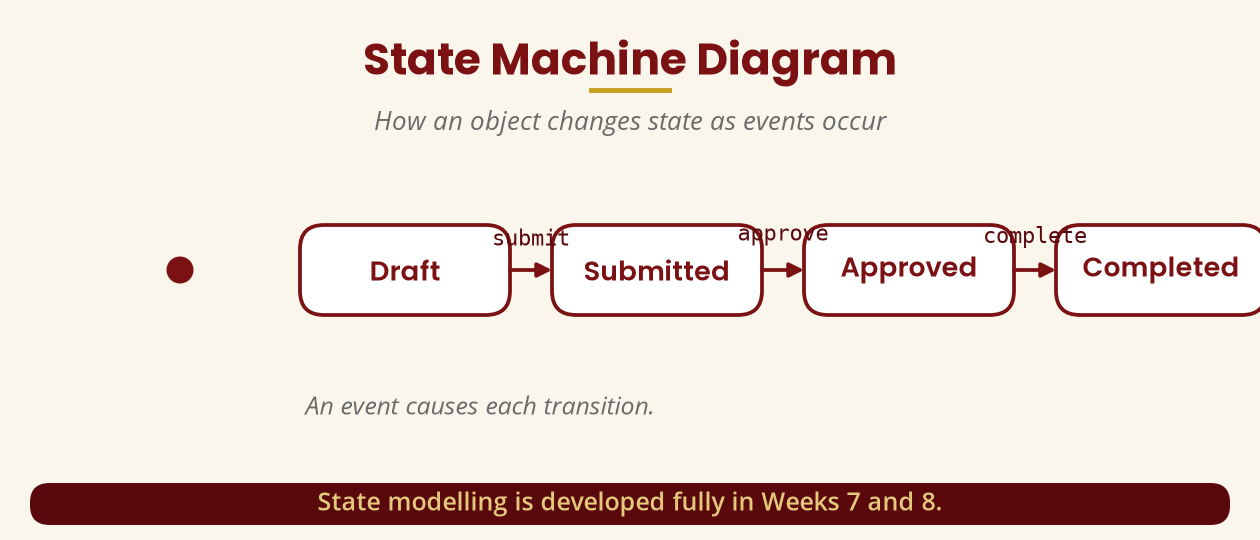 State Machine Diagram
How an object changes state as events occur
submit
approve
complete
Draft
Submitted
Approved
Completed
An event causes each transition.
State modelling is developed fully in Weeks 7 and 8.